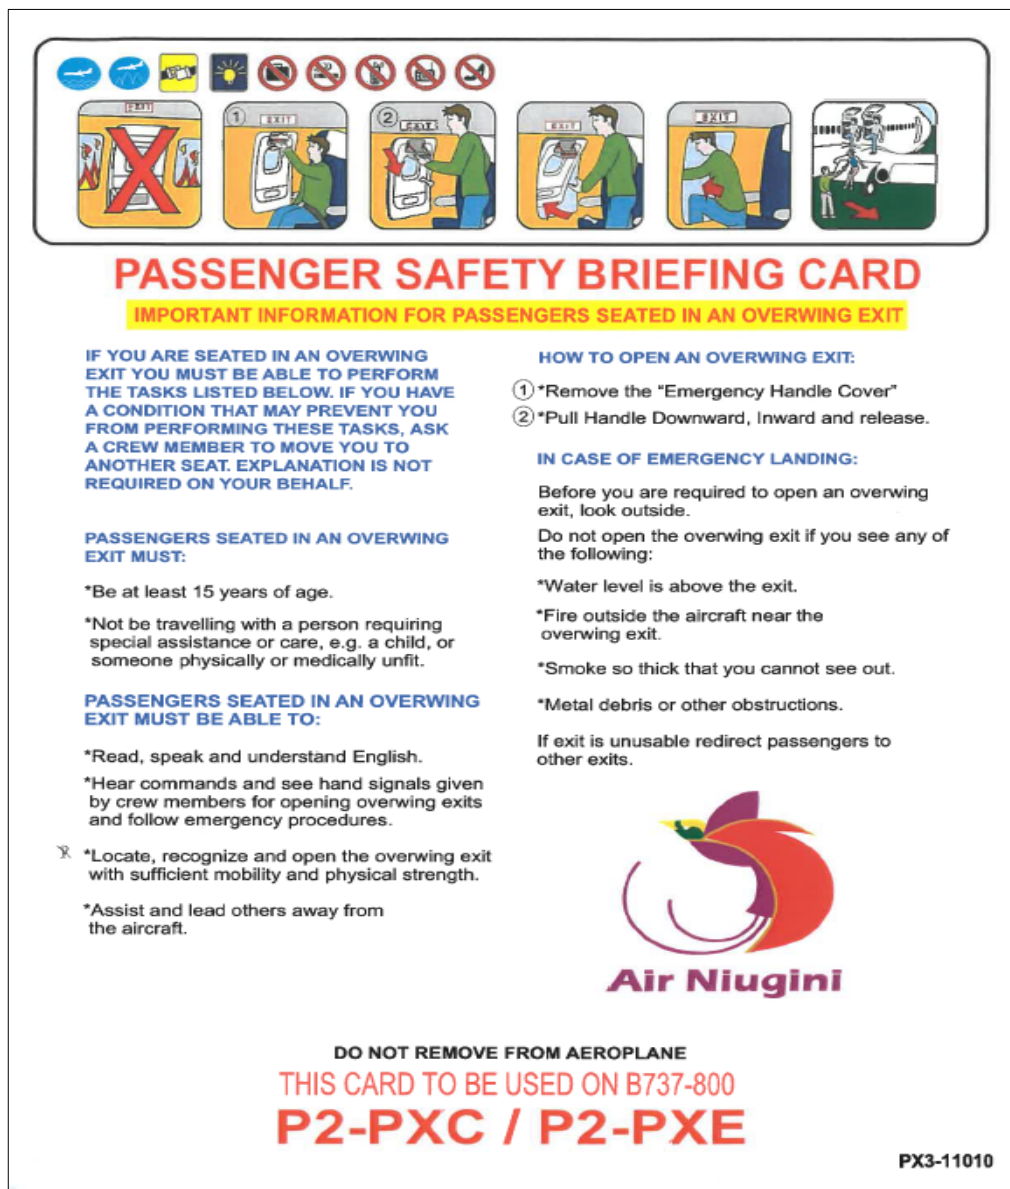 EXIT
1
EXIT
2
EXIT
EXIT
EXIT
PASSENGER SAFETY BRIEFING CARD
IMPORTANT INFORMATION FOR PASSENGERS SEATED IN AN OVERWING EXIT
IF YOU ARE SEATED IN AN OVERWING
EXIT YOU MUST BE ABLE TO PERFORM
THE TASKS LISTED BELOW. IF YOU HAVE
A CONDITION THAT MAY PREVENT YOU
FROM PERFORMING THESE TASKS, ASK
A CREW MEMBER TO MOVE YOU TO
ANOTHER SEAT. EXPLANATION IS NOT
REQUIRED ON YOUR BEHALF.
PASSENGERS SEATED IN AN OVERWING
EXIT MUST:
*Be at least 15 years of age.
*Not be travelling with a person requiring
special assistance or care, e.g. a child, or
someone physically or medically unfit.
PASSENGERS SEATED IN AN OVERWING
EXIT MUST BE ABLE TO:
*Read, speak and understand English.
*Hear commands and see hand signals given
by crew members for opening overwing exits
and follow emergency procedures.
*Locate, recognize and open the overwing exit
with sufficient mobility and physical strength.
*Assist and lead others away from
the aircraft.
HOW TO OPEN AN OVERWING EXIT:
1 *Remove the “Emergency Handle Cover”
2 *Pull Handle Downward, Inward and release.
IN CASE OF EMERGENCY LANDING:
Before you are required to open an overwing
exit, look outside.
Do not open the overwing exit if you see any of
the following:
*Water level is above the exit.
*Fire outside the aircraft near the
overwing exit.
*Smoke so thick that you cannot see out.
*Metal debris or other obstructions.
If exit is unusable redirect passengers to
other exits.
Air Niugini
DO NOT REMOVE FROM AEROPLANE
THIS CARD TO BE USED ON B737-800
P2-PXC / P2-PXE
PX3-11010